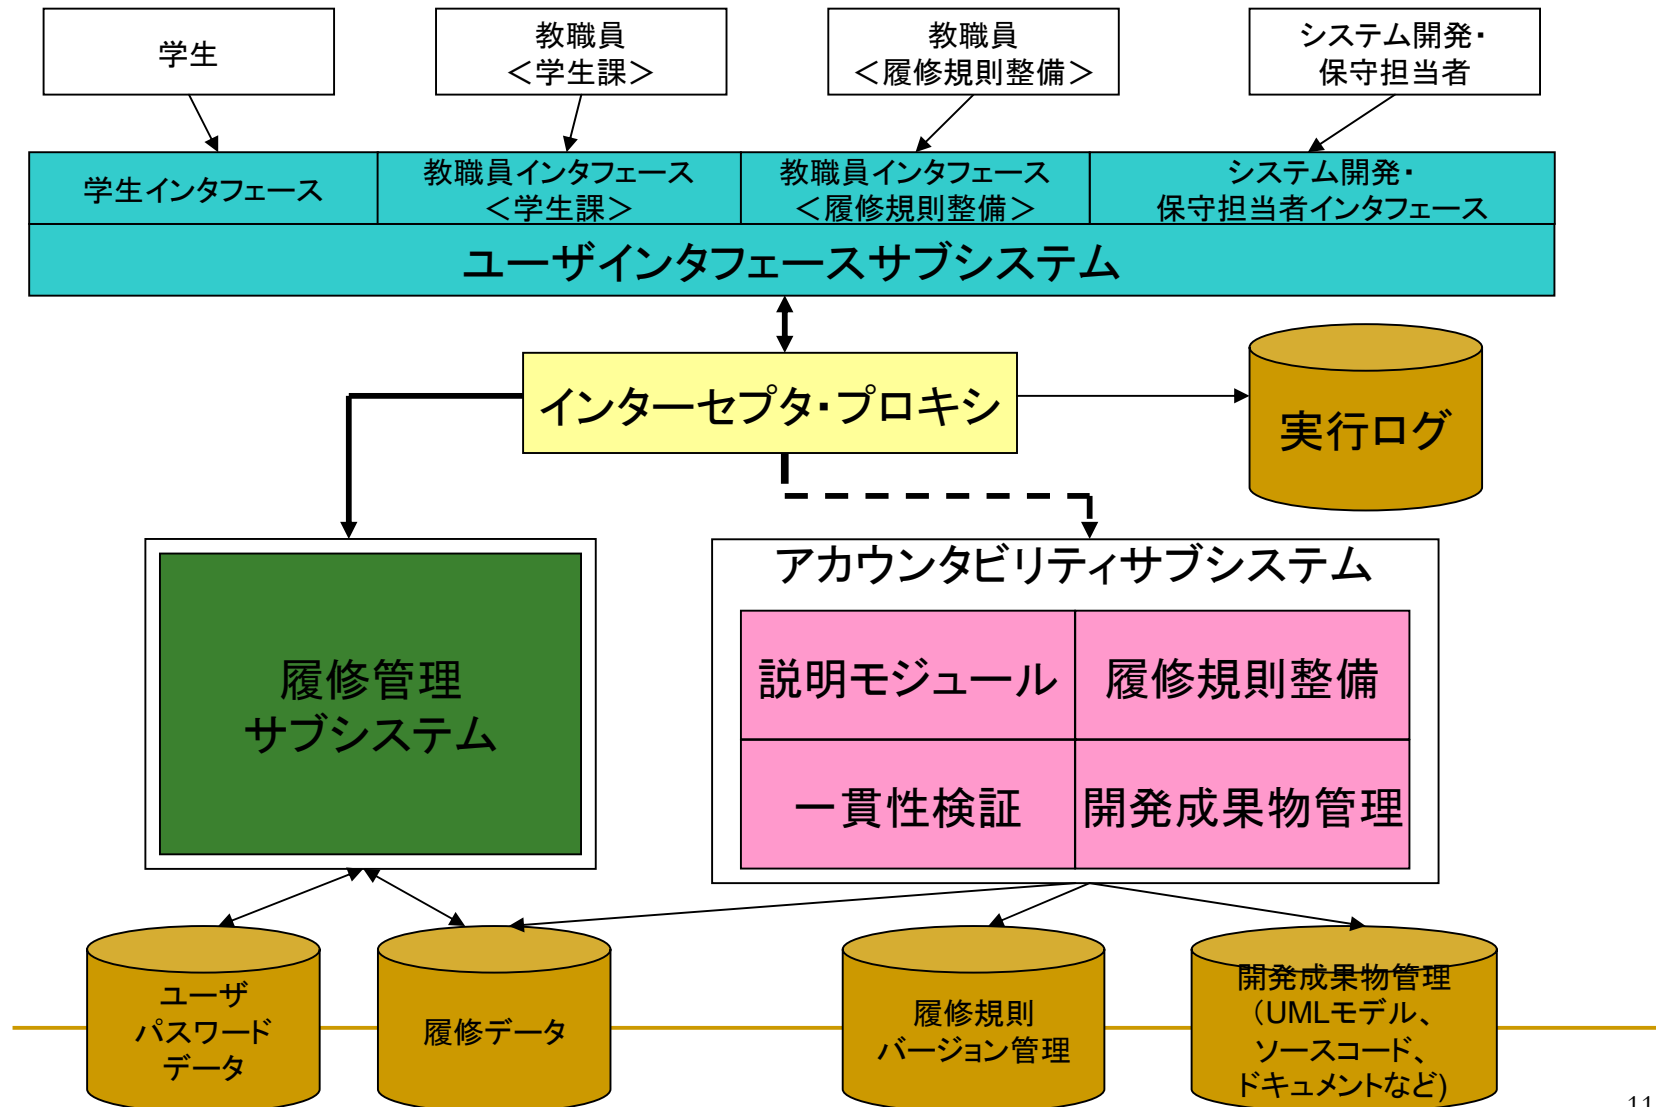 学生
教職員
＜学生課＞
教職員
＜履修規則整備＞
システム開発・
保守担当者
学生インタフェース
教職員インタフェース
＜学生課＞
教職員インタフェース
＜履修規則整備＞
システム開発・
保守担当者インタフェース
ユーザインタフェースサブシステム
インターセプタ・プロキシ
実行ログ
履修管理
サブシステム
アカウンタビリティサブシステム
説明モジュール
履修規則整備
一貫性検証
開発成果物管理
ユーザ
パスワード
データ
履修データ
履修規則
バージョン管理
開発成果物管理
（UMLモデル、
ソースコード、
ドキュメントなど)
11